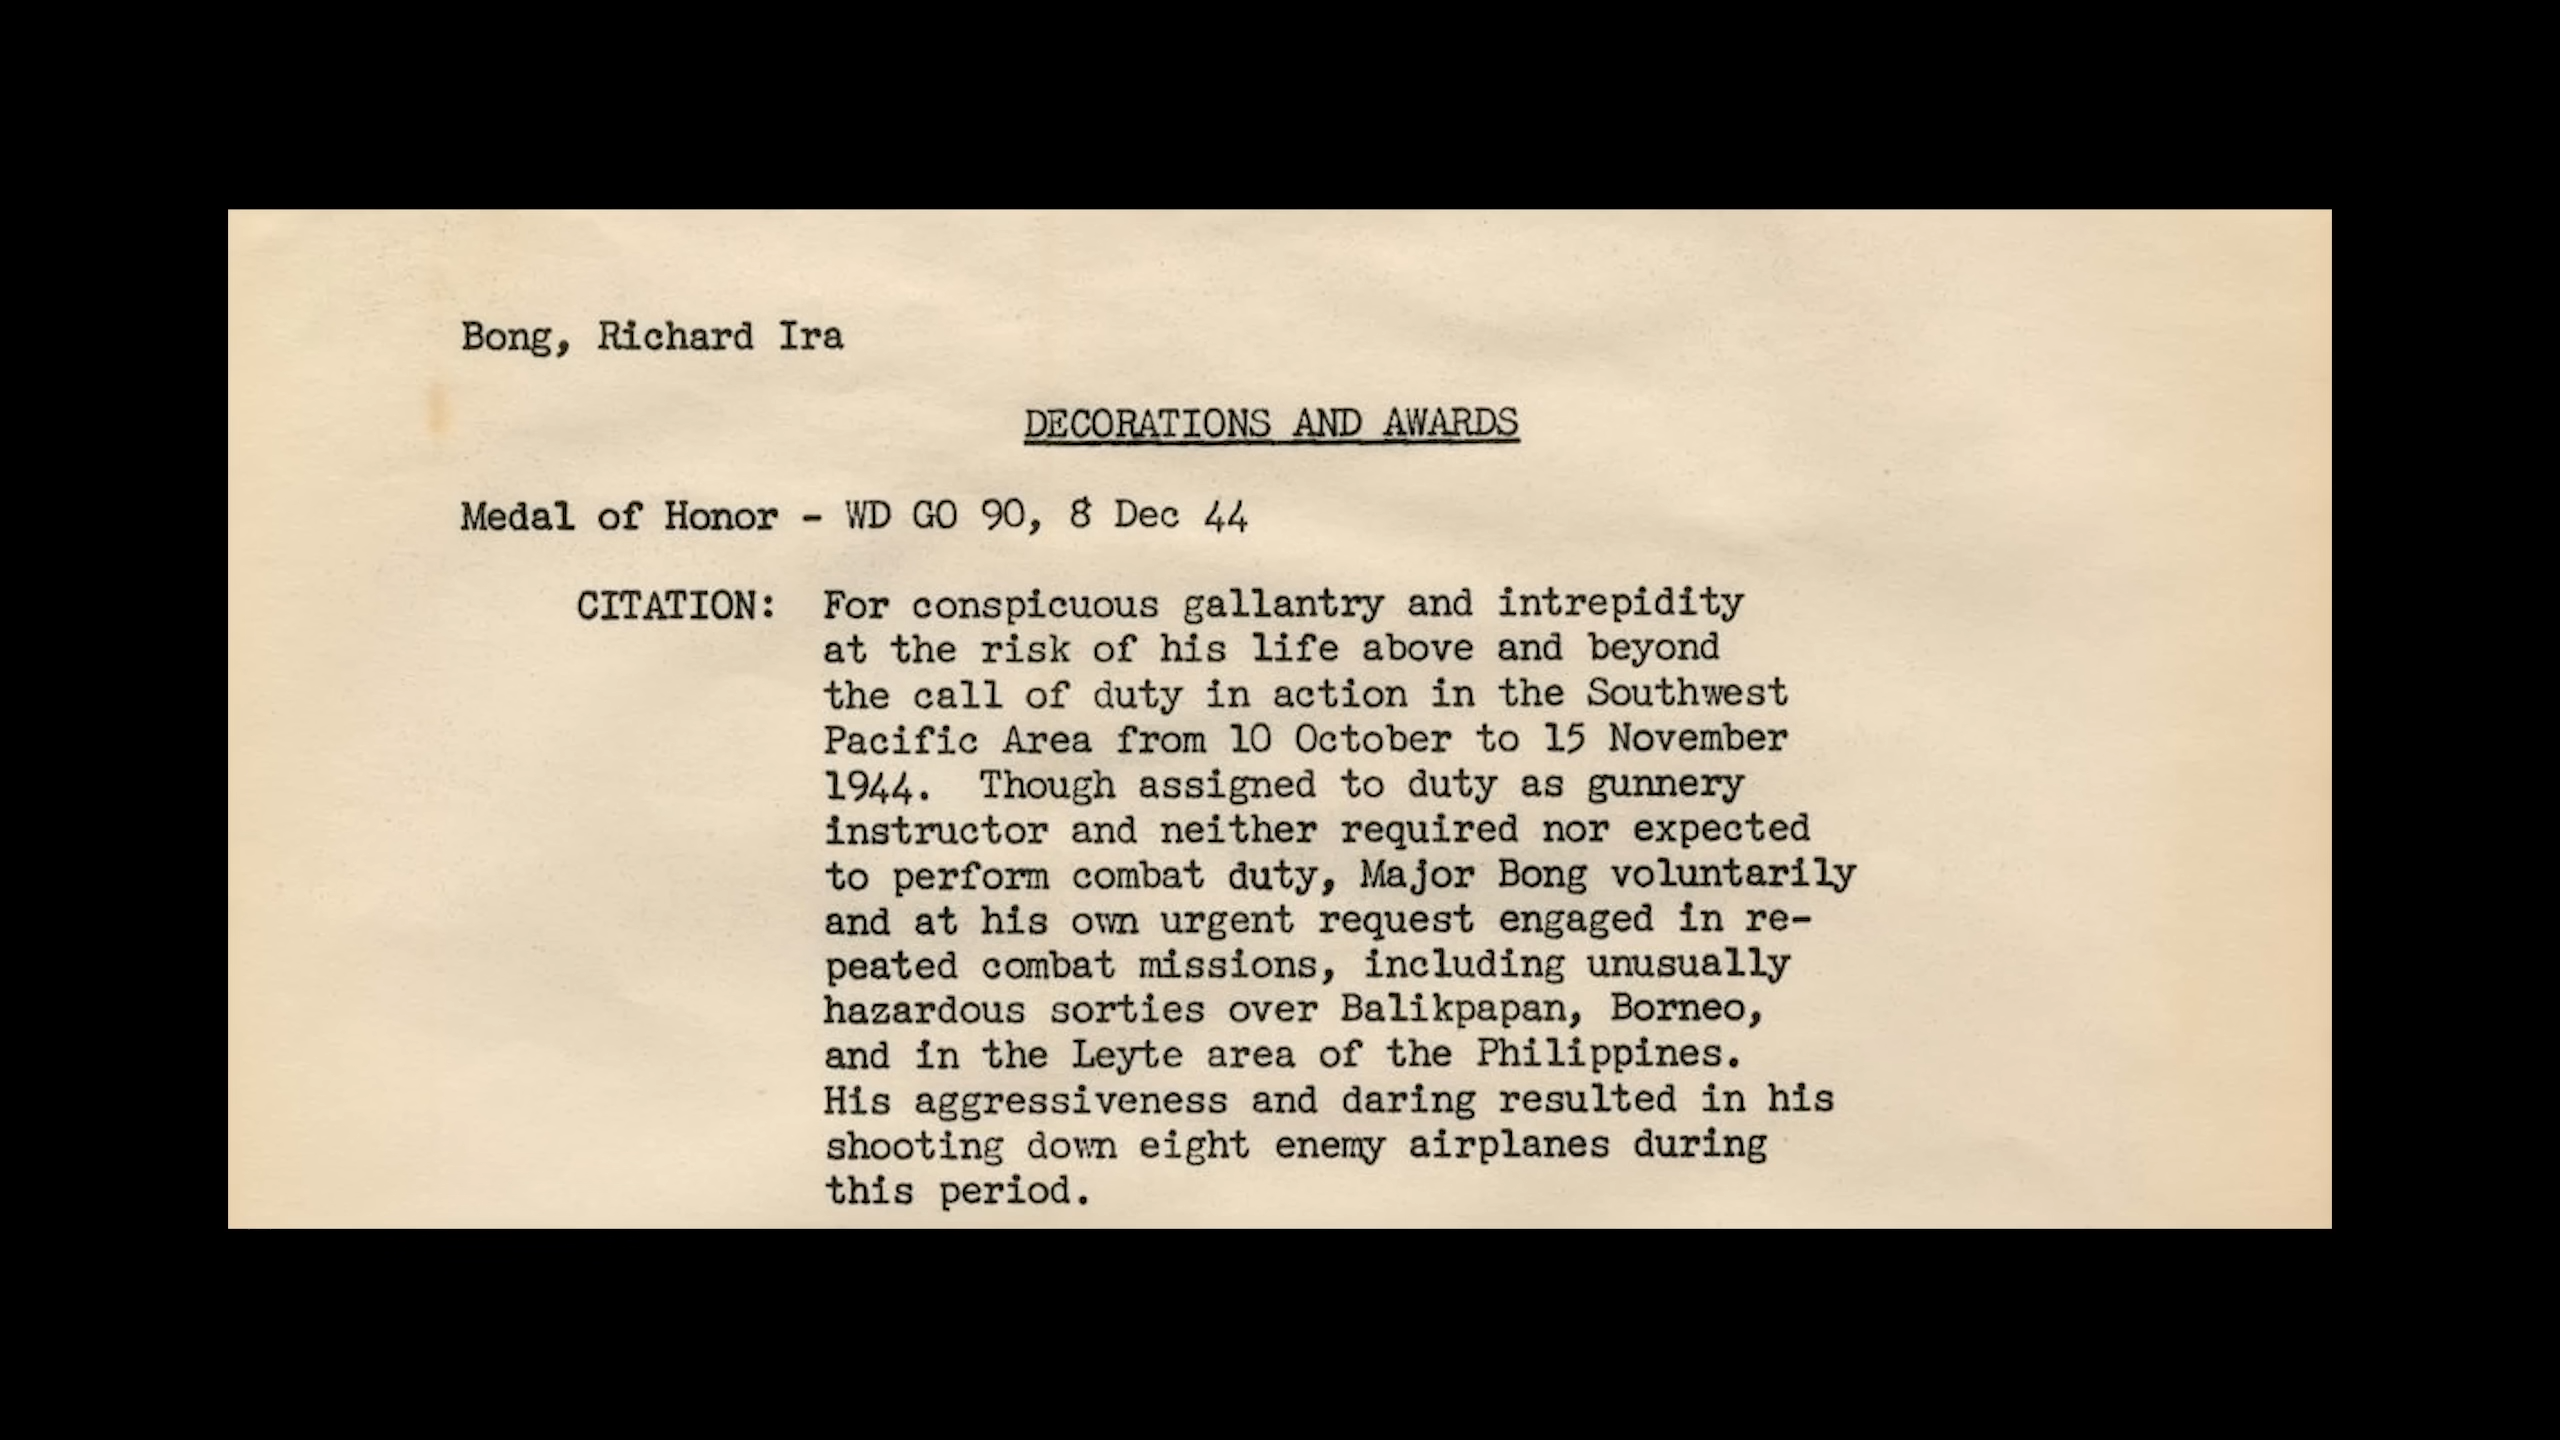 Bong, Richard Ira
DECORATIONS AND AWARDS
Medal of Honor - WD GO 90, 8 Dec 44
CITATION: For conspicuous gallantry and intrepidity
at the risk of his life above and beyond
the call of duty in action in the Southwest
Pacific Area from 10 October to 15 November
1944. Though assigned to duty as gunnery
instructor and neither required nor expected
to perform combat duty, Major Bong voluntarily
and at his own urgent request engaged in re-
peated combat missions, including unusually
hazardous sorties over Balikpapan, Borneo,
and in the Leyte area of the Philippines.
His aggressiveness and daring resulted in his
shooting down eight enemy airplanes during
this period.